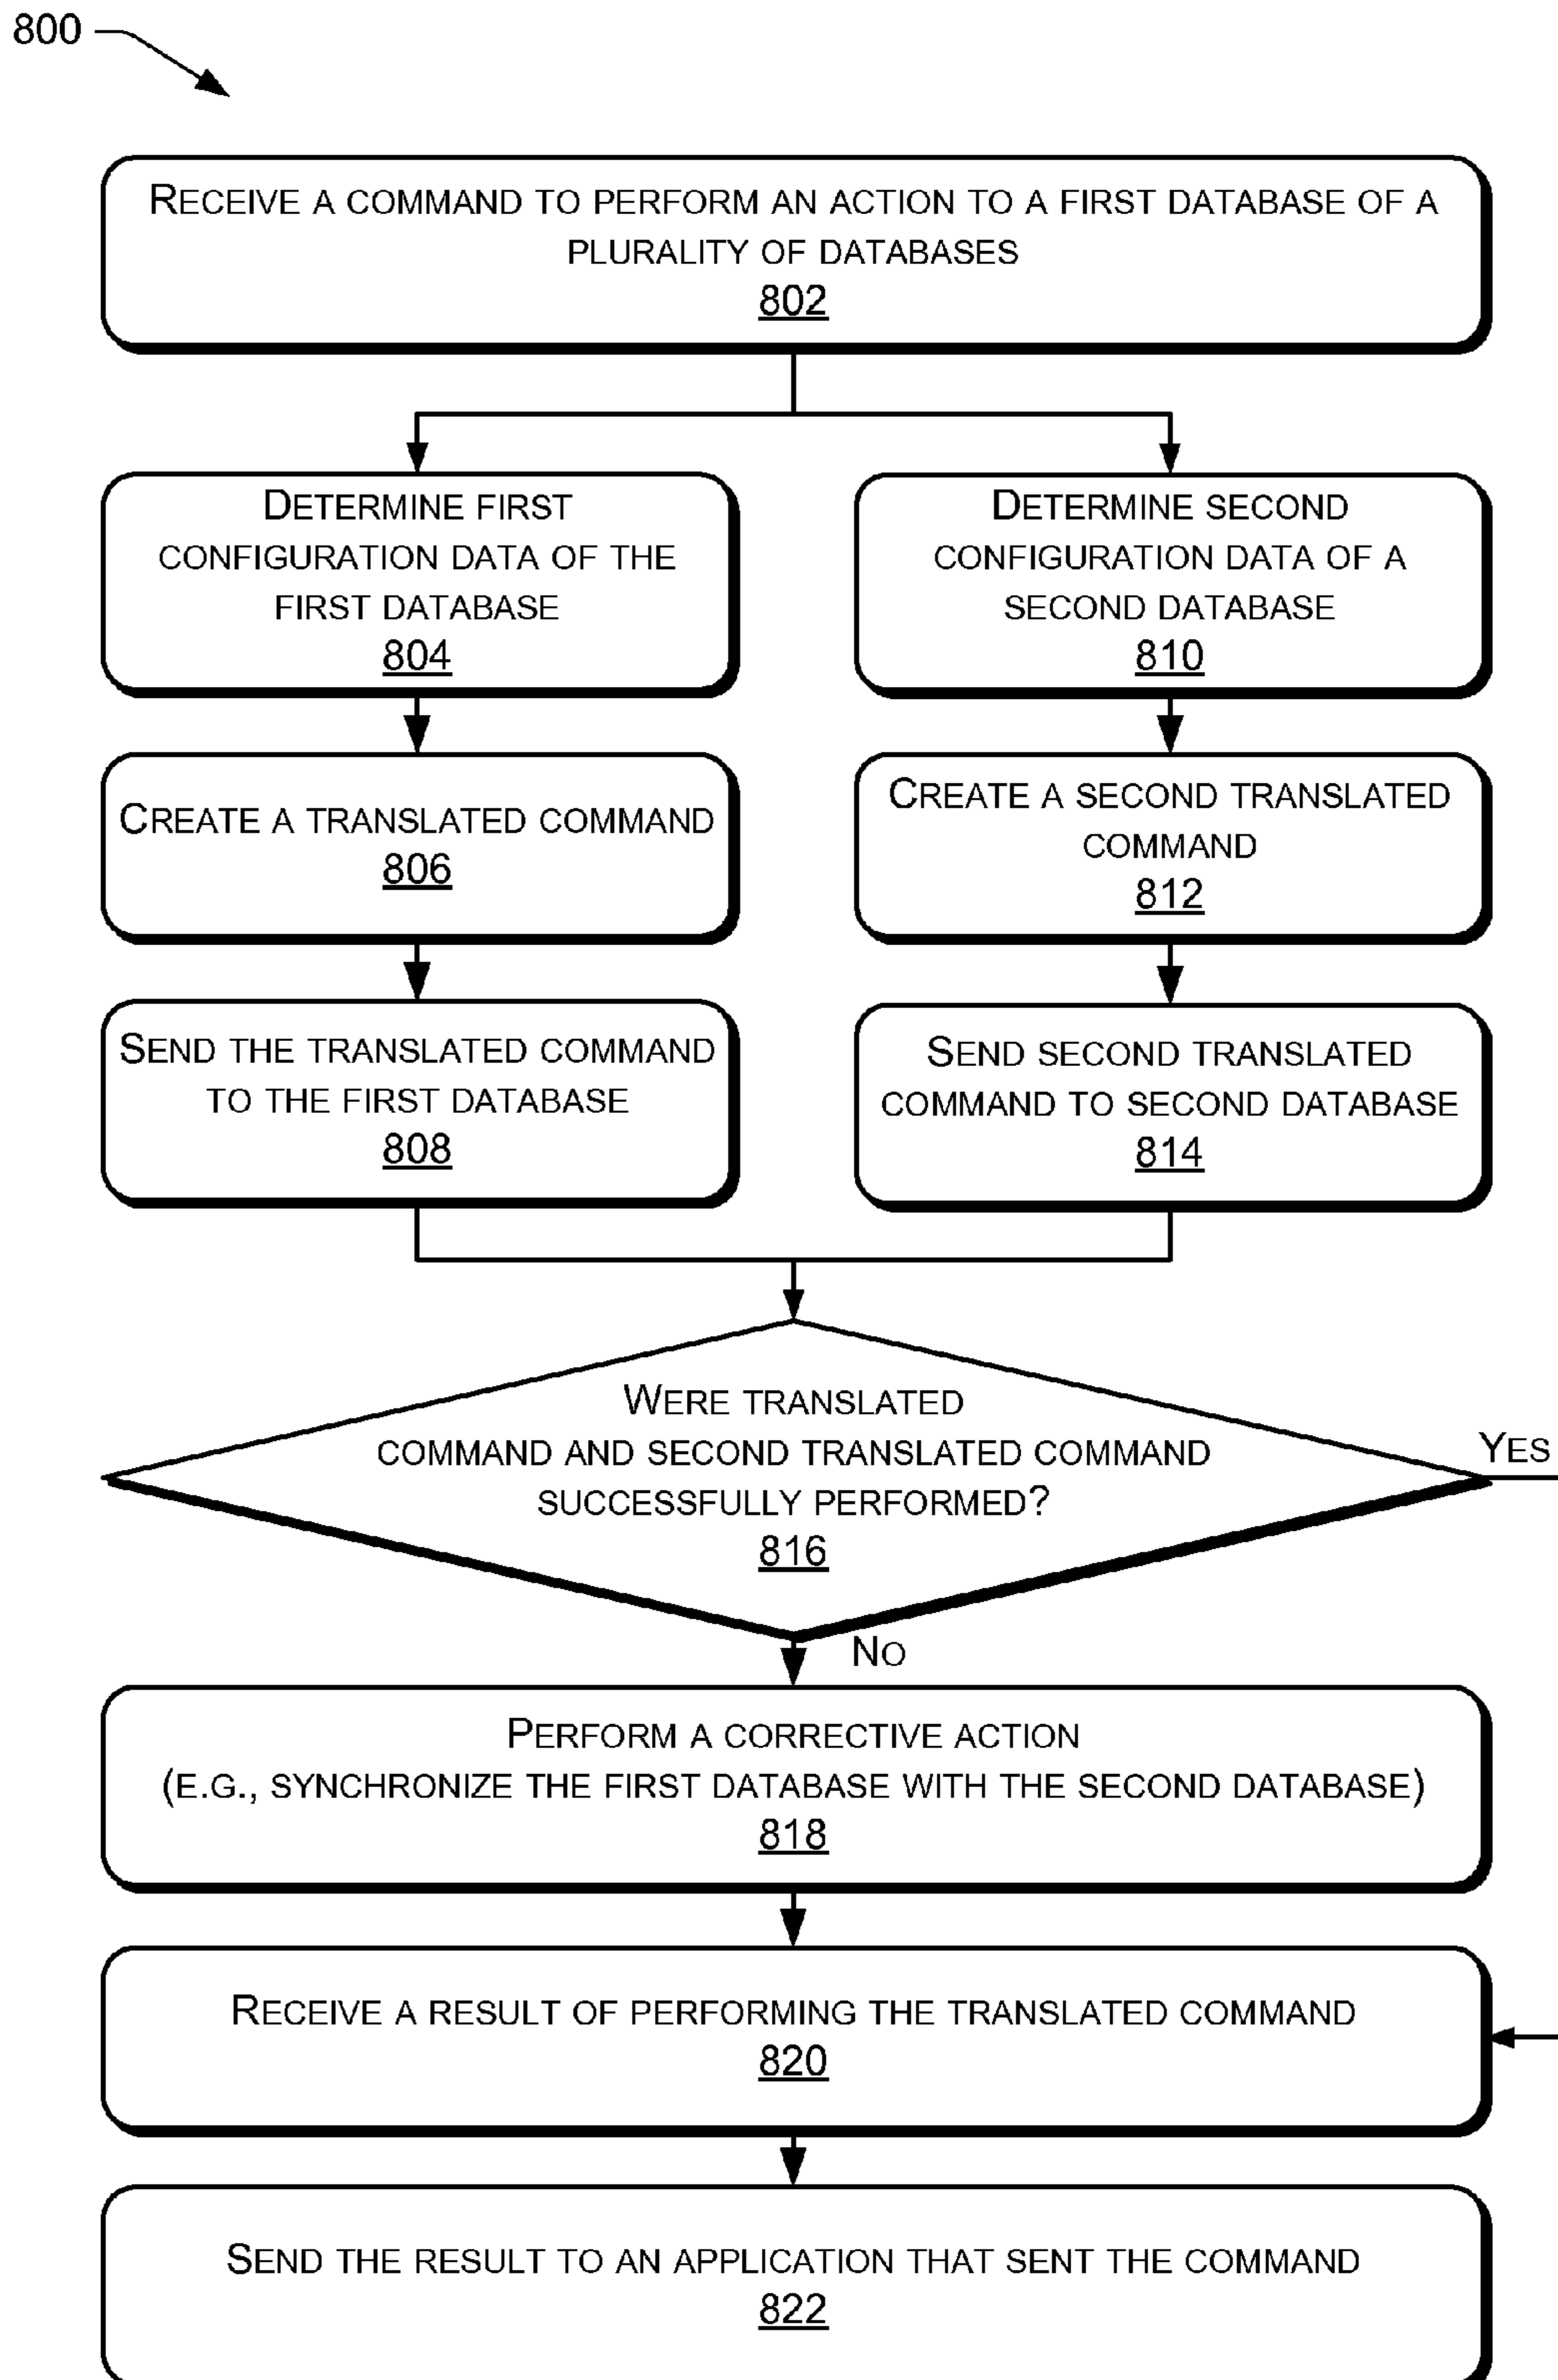 800
RECEIVE A COMMAND TO PERFORM AN ACTION TO A FIRST DATABASE OF A
PLURALITY OF DATABASES
802
DETERMINE FIRST
CONFIGURATION DATA OF THE
FIRST DATABASE
804
CREATE A TRANSLATED COMMAND
806
SEND THE TRANSLATED COMMAND
TO THE FIRST DATABASE
808
DETERMINE SECOND
CONFIGURATION DATA OF A
SECOND DATABASE
810
CREATE A SECOND TRANSLATED
COMMAND
812
SEND SECOND TRANSLATED
COMMAND TO SECOND DATABASE
814
WERE TRANSLATED
COMMAND AND SECOND TRANSLATED COMMAND
SUCCESSFULLY PERFORMED?
816
YES
NO
PERFORM A CORRECTIVE ACTION
(E.G., SYNCHRONIZE THE FIRST DATABASE WITH THE SECOND DATABASE)
818
RECEIVE A RESULT OF PERFORMING THE TRANSLATED COMMAND
820
SEND THE RESULT TO AN APPLICATION THAT SENT THE COMMAND
822